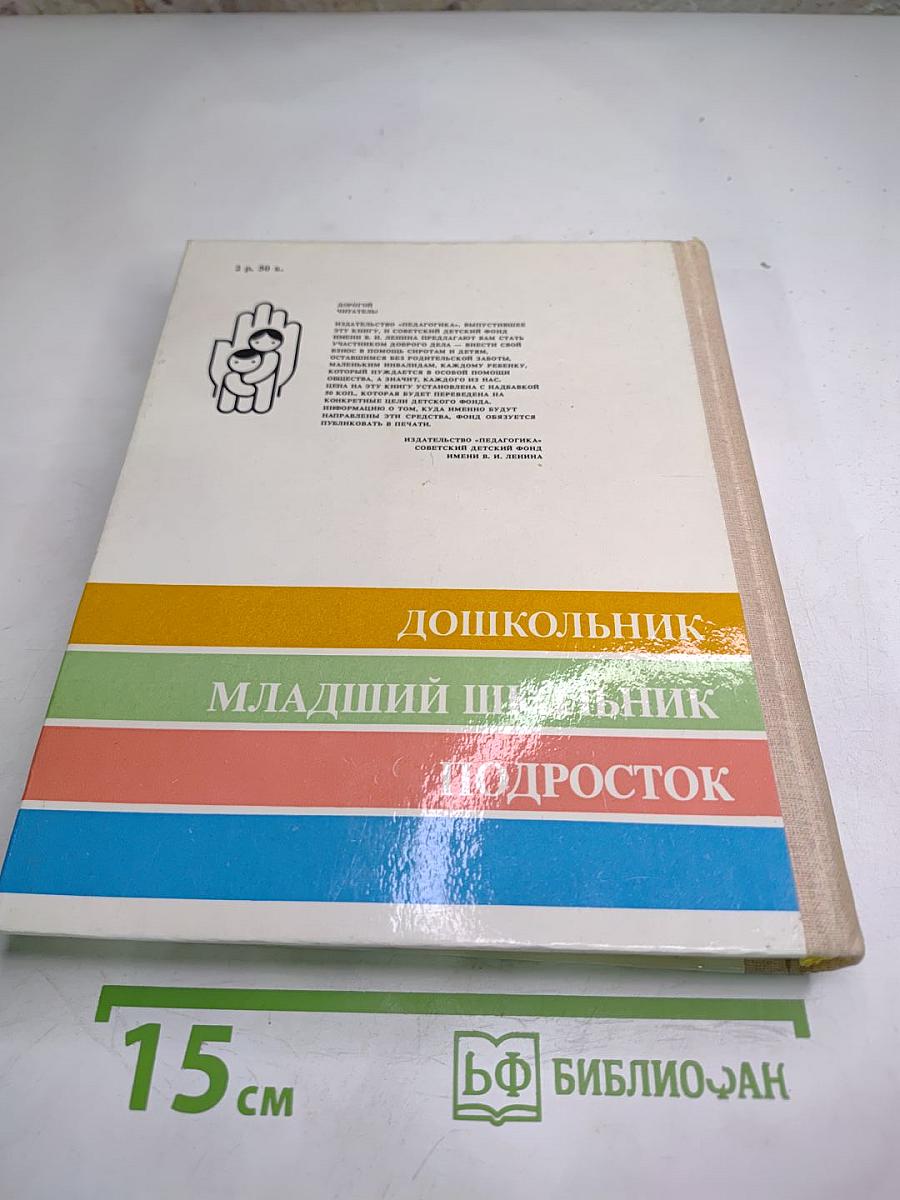 2 р. 50 к.
ДОРОГОЙ
ЧИТАТЕЛЬ!
ИЗДАТЕЛЬСТВО «ПЕДАГОГИКА», ВЫПУСТИВШЕЕ
ЭТУ КНИГУ, И СОВЕТСКИЙ ДЕТСКИЙ ФОНД
ИМЕНИ В. И. ЛЕНИНА ПРЕДЛАГАЮТ ВАМ СТАТЬ
УЧАСТНИКОМ ДОБРОГО ДЕЛА — ВНЕСТИ СВОЙ
ВЗНОС В ПОМОЩЬ СИРОТАМ И ДЕТЯМ,
ОСТАВШИМСЯ БЕЗ РОДИТЕЛЬСКОЙ ЗАБОТЫ,
МАЛЕНЬКИМ ИНВАЛИДАМ, КАЖДОМУ РЕБЕНКУ,
КОТОРЫЙ НУЖДАЕТСЯ В ОСОБОЙ ПОМОЩИ
ОБЩЕСТВА, А ЗНАЧИТ, КАЖДОГО ИЗ НАС.
ЦЕНА НА ЭТУ КНИГУ УСТАНОВЛЕНА С НАДБАВКОЙ
50 КОП., КОТОРАЯ БУДЕТ ПЕРЕВЕДЕНА НА
КОНКРЕТНЫЕ ЦЕЛИ ДЕТСКОГО ФОНДА.
ИНФОРМАЦИЮ О ТОМ, КУДА ИМЕННО БУДУТ
НАПРАВЛЕНЫ ЭТИ СРЕДСТВА, ФОНД ОБЯЗУЕТСЯ
ПУБЛИКОВАТЬ В ПЕЧАТИ.
ИЗДАТЕЛЬСТВО «ПЕДАГОГИКА»
СОВЕТСКИЙ ДЕТСКИЙ ФОНД
ИМЕНИ В. И. ЛЕНИНА
ДОШКОЛЬНИК
МЛАДШИЙ ШКОЛЬНИК
ПОДРОСТОК
15 см
БФ БИБЛИОФАН